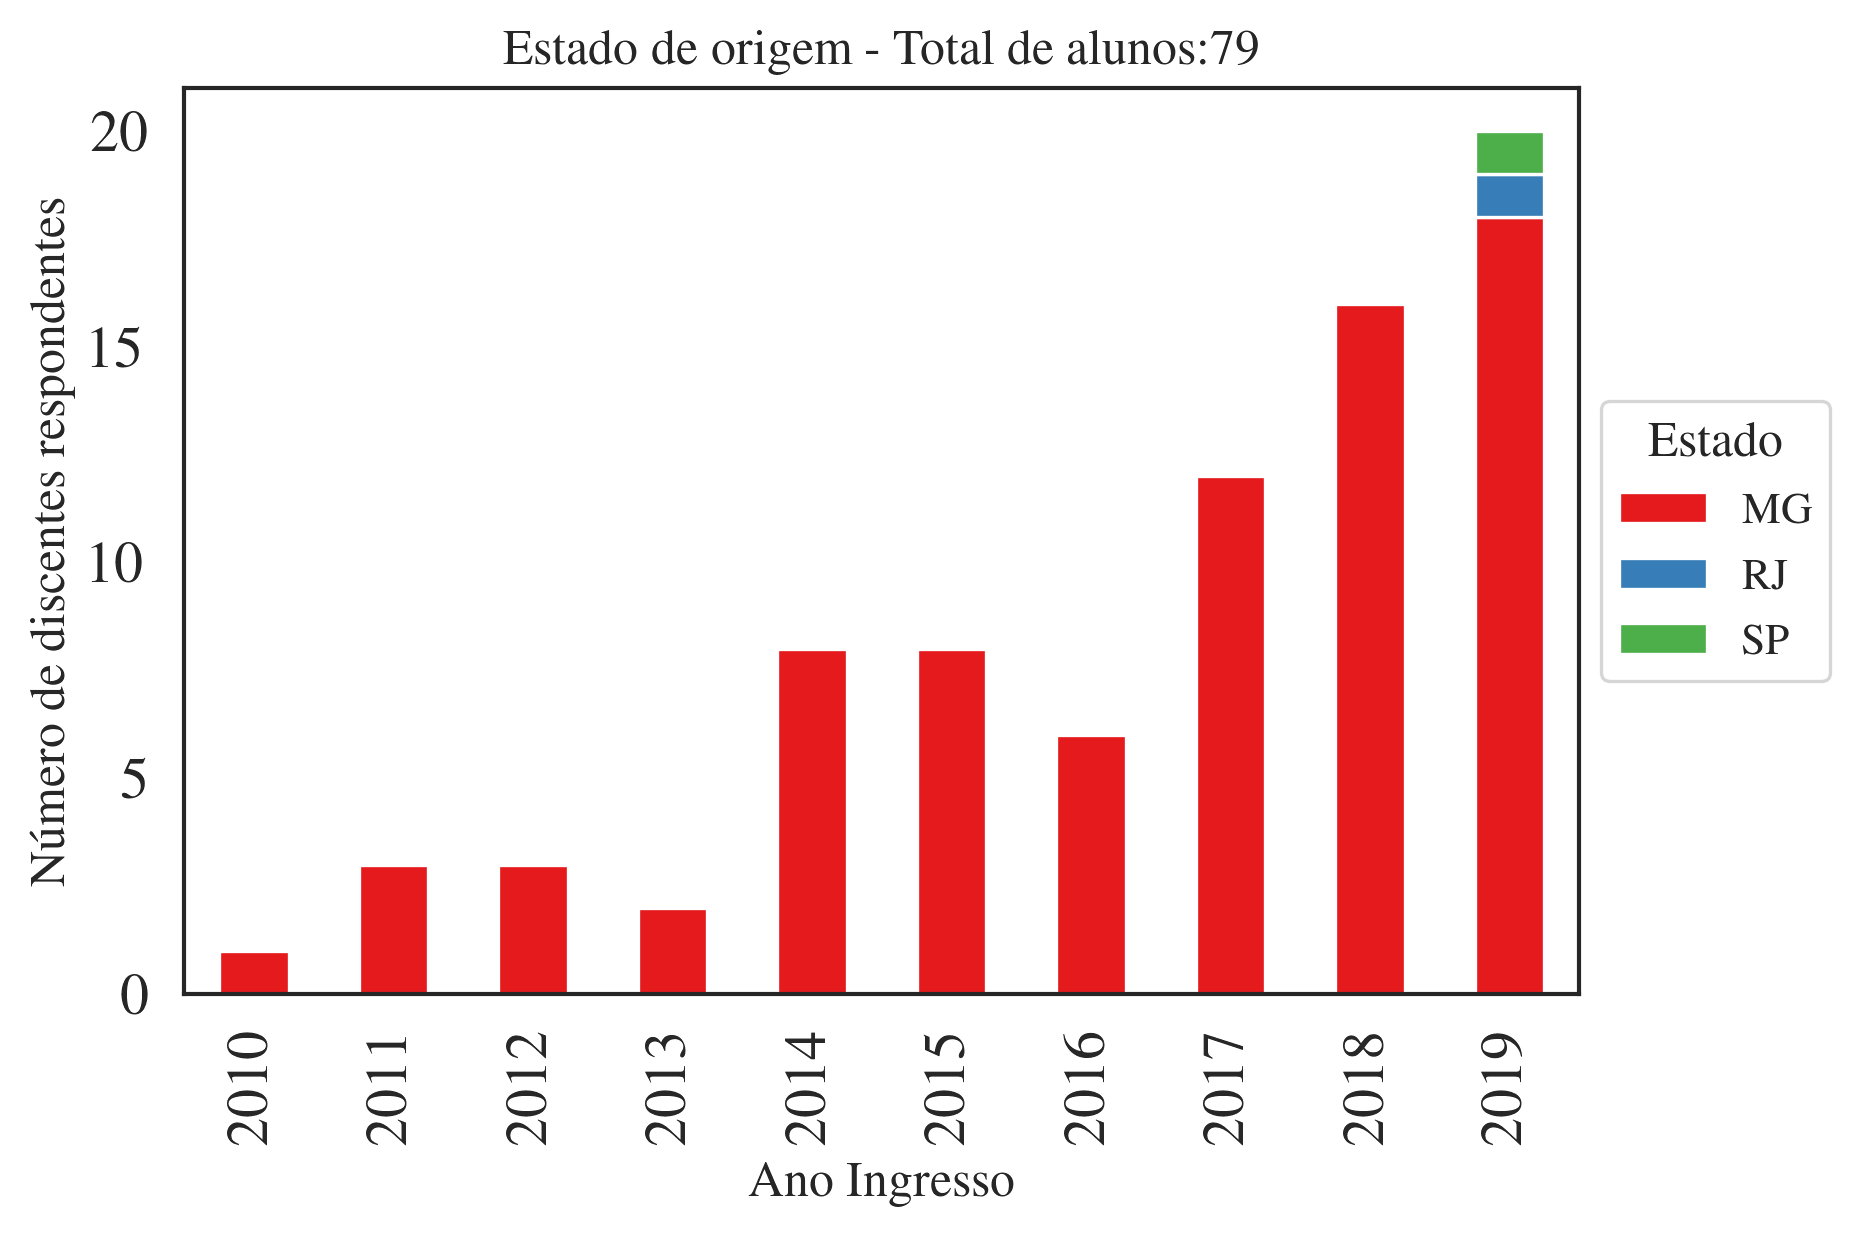 Estado de origem - Total de alunos:79
Número de discentes respondentes
20
15
10
5
0
2010
2011
2012
2013
2014
2015
2016
2017
2018
2019
Ano Ingresso
Estado
MG
RJ
SP